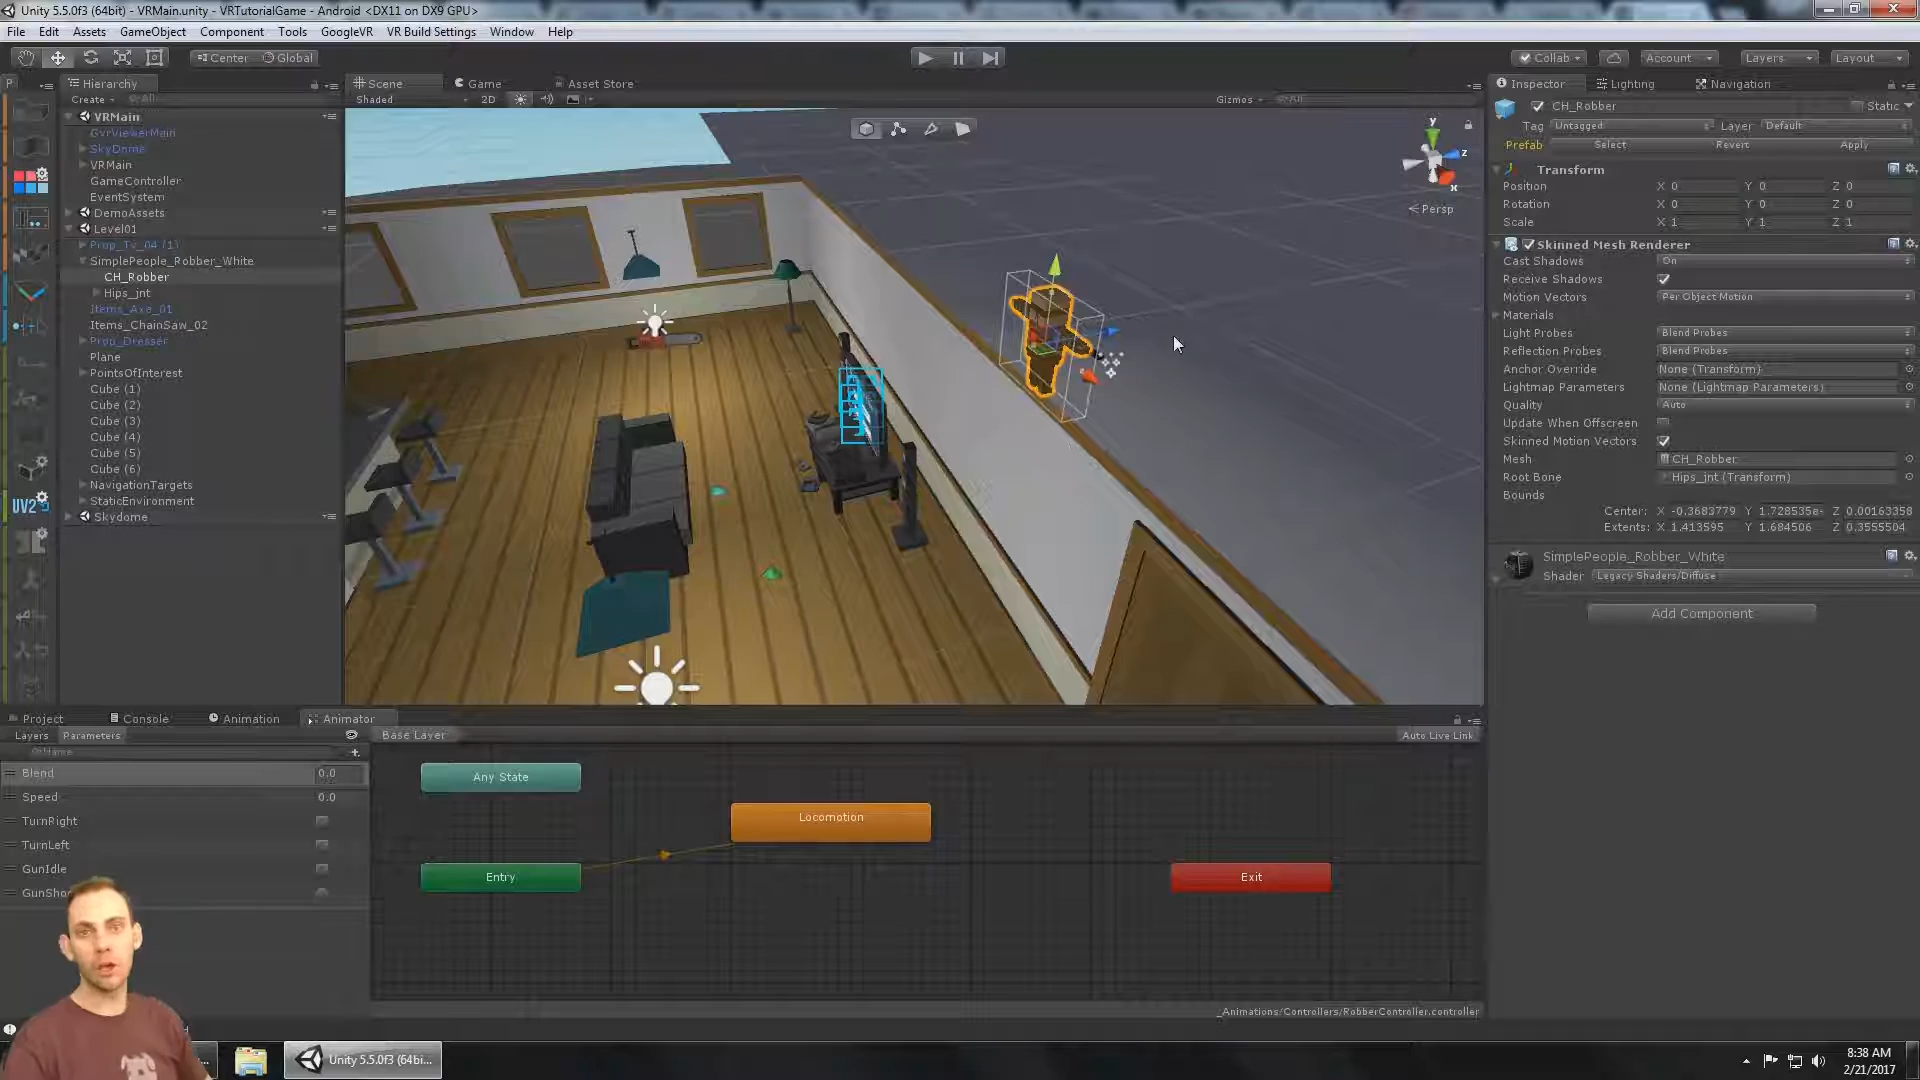 Unity 5.5.0f3 (64bit) - VRMain.unity - VRTutorialGame - Android <DX11 on DX9 GPU>
File Edit Assets GameObject Component Tools GoogleVR VR Build Settings Window Help
Center Global Collab Account Layers Layout
Hierarchy Scene Game Asset Store Inspector Lighting Navigation
Create All Shaded 2D Gizmos All
CH_Robber Static
Tag Untagged Layer Default
Prefab Select Revert Apply
VRMain
GvrViewerMain
SkyDome
VRMain
GameController
EventSystem
DemoAssets
Level01
Prop_Tv_04 (1)
SimplePeople_Robber_White
CH_Robber
Hips_jnt
Items_Axe_01
Items_ChainSaw_02
Prop_Dresser
Plane
PointsOfInterest
Cube (1)
Cube (2)
Cube (3)
Cube (4)
Cube (5)
Cube (6)
NavigationTargets
StaticEnvironment
Skydome
UV2
y
z
x
Persp
Transform
Position X 0 Y 0 Z 0
Rotation X 0 Y 0 Z 0
Scale X 1 Y 1 Z 1
Skinned Mesh Renderer
Cast Shadows On
Receive Shadows
Motion Vectors Per Object Motion
Materials
Light Probes Blend Probes
Reflection Probes Blend Probes
Anchor Override None (Transform)
Lightmap Parameters None (Lightmap Parameters)
Quality Auto
Update When Offscreen
Skinned Motion Vectors
Mesh CH_Robber
Root Bone Hips_jnt (Transform)
Bounds
Center: X -0.3683779 Y 1.728535e- Z 0.00163358
Extents: X 1.413595 Y 1.684506 Z 0.3555504
SimplePeople_Robber_White
Shader Legacy Shaders/Diffuse
Add Component
Project Console Animation Animator
Layers Parameters Base Layer Auto Live Link
Name
Blend 0.0
Speed 0.0
TurnRight
TurnLeft
GunIdle
GunSho
Any State
Locomotion
Entry
Exit
_Animations/Controllers/RobberController.controller
Unity 5.5.0f3 (64bi...
8:38 AM
2/21/2017